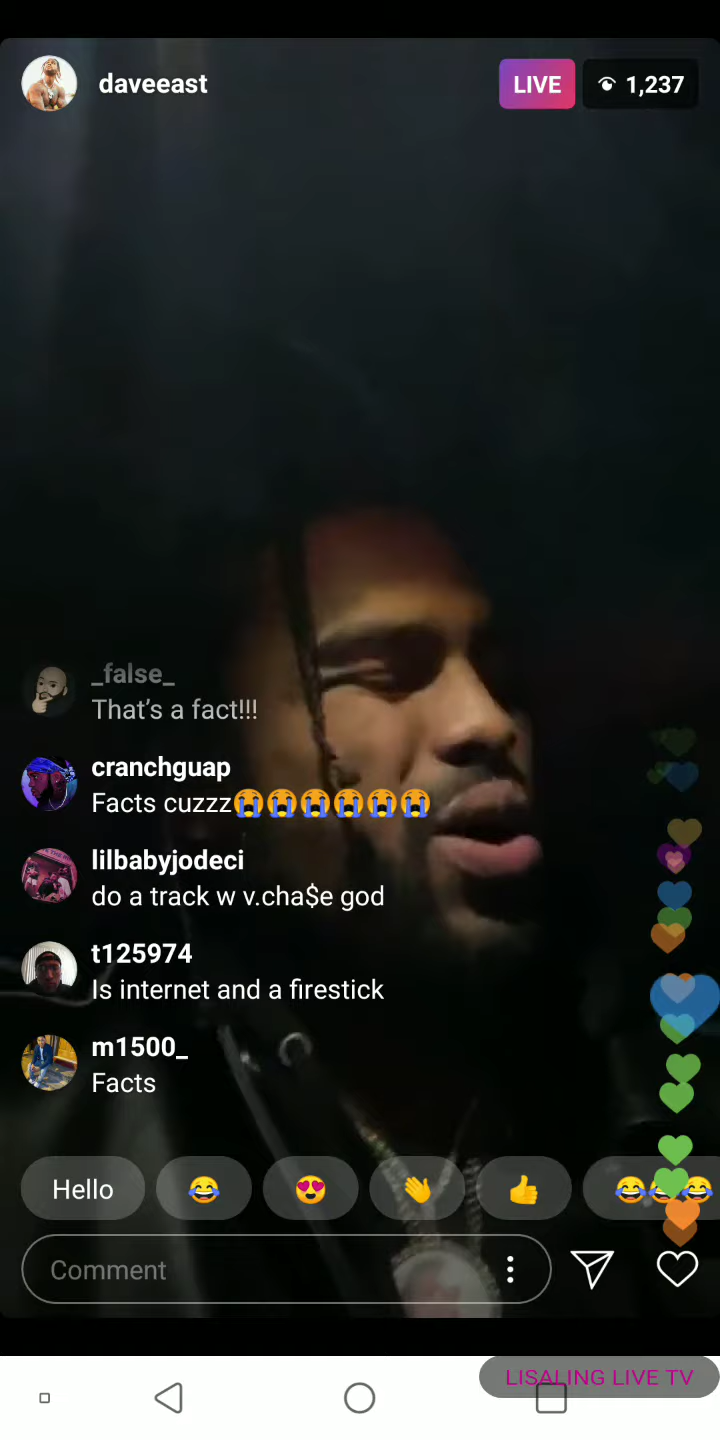 daveeast
LIVE
1,237
_false_
That’s a fact!!!
cranchguap
Facts cuzzz😭😭😭😭😭😭
lilbabyjodeci
do a track w v.cha$e god
t125974
Is internet and a firestick
m1500_
Facts
Hello
Comment
LISALING LIVE TV